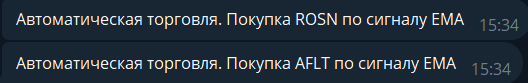 Автоматическая торговля. Покупка ROSN по сигналу EMA 15:34
Автоматическая торговля. Покупка AFLT по сигналу EMA 15:34